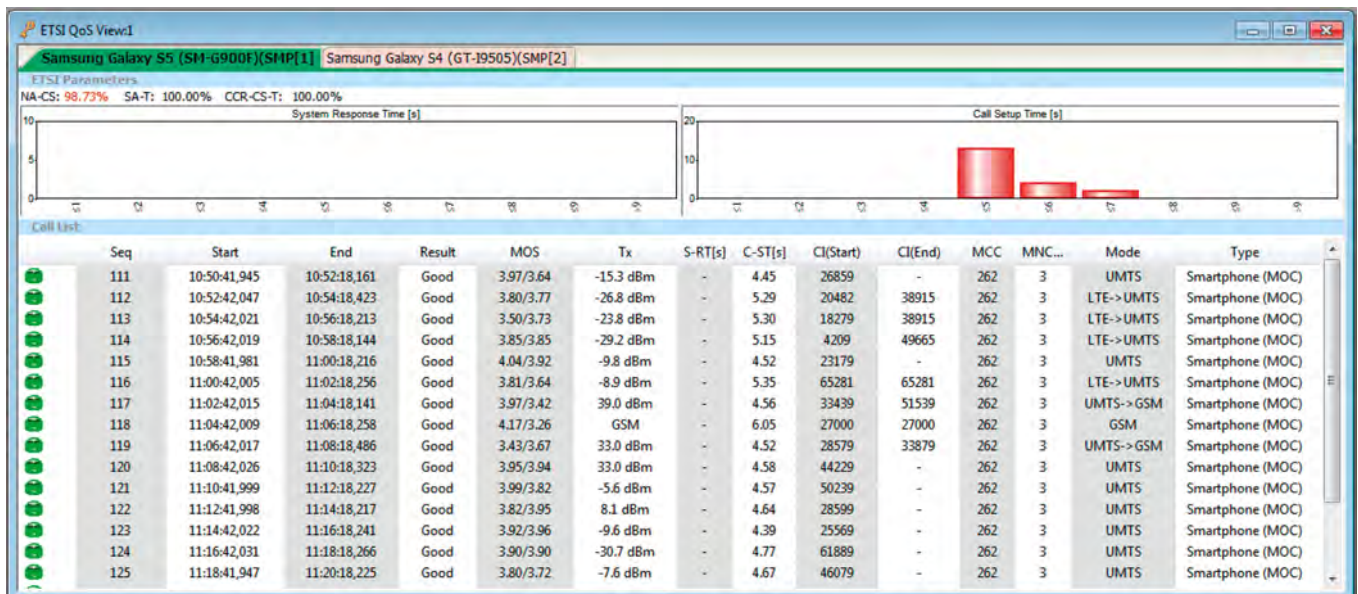 ETSI QoS View:1
Samsung Galaxy S5 (SM-G900F)(SMP[1] Samsung Galaxy S4 (GT-I9505)(SMP[2]
ETSI Parameters
NA-CS: 98.73% SA-T: 100.00% CCR-CS-T: 100.00%
System Response Time [s] Call Setup Time [s]
10 5 0 20 10 0
≤1 ≤2 ≤3 ≤4 ≤5 ≤6 ≤7 ≤8 ≤9 >9 ≤1 ≤2 ≤3 ≤4 ≤5 ≤6 ≤7 ≤8 ≤9 >9
Call List
Seq Start End Result MOS Tx S-RT[s] C-ST[s] CI(Start) CI(End) MCC MNC... Mode Type
111 10:50:41,945 10:52:18,161 Good 3.97/3.64 -15.3 dBm - 4.45 26859 - 262 3 UMTS Smartphone (MOC)
112 10:52:42,047 10:54:18,423 Good 3.80/3.77 -26.8 dBm - 5.29 20482 38915 262 3 LTE->UMTS Smartphone (MOC)
113 10:54:42,021 10:56:18,213 Good 3.50/3.73 -23.8 dBm - 5.30 18279 38915 262 3 LTE->UMTS Smartphone (MOC)
114 10:56:42,019 10:58:18,144 Good 3.85/3.85 -29.2 dBm - 5.15 4209 49665 262 3 LTE->UMTS Smartphone (MOC)
115 10:58:41,981 11:00:18,216 Good 4.04/3.92 -9.8 dBm - 4.52 23179 - 262 3 UMTS Smartphone (MOC)
116 11:00:42,005 11:02:18,256 Good 3.81/3.64 -8.9 dBm - 5.35 65281 65281 262 3 LTE->UMTS Smartphone (MOC)
117 11:02:42,015 11:04:18,141 Good 3.97/3.42 39.0 dBm - 4.56 33439 51539 262 3 UMTS->GSM Smartphone (MOC)
118 11:04:42,009 11:06:18,258 Good 4.17/3.26 GSM - 6.05 27000 27000 262 3 GSM Smartphone (MOC)
119 11:06:42,017 11:08:18,486 Good 3.43/3.67 33.0 dBm - 4.52 28579 33879 262 3 UMTS->GSM Smartphone (MOC)
120 11:08:42,026 11:10:18,323 Good 3.95/3.94 33.0 dBm - 4.58 44229 - 262 3 UMTS Smartphone (MOC)
121 11:10:41,999 11:12:18,227 Good 3.99/3.82 -5.6 dBm - 4.57 50239 - 262 3 UMTS Smartphone (MOC)
122 11:12:41,998 11:14:18,217 Good 3.82/3.95 8.1 dBm - 4.64 28599 - 262 3 UMTS Smartphone (MOC)
123 11:14:42,022 11:16:18,241 Good 3.92/3.96 -9.6 dBm - 4.39 25569 - 262 3 UMTS Smartphone (MOC)
124 11:16:42,031 11:18:18,266 Good 3.90/3.90 -30.7 dBm - 4.77 61889 - 262 3 UMTS Smartphone (MOC)
125 11:18:41,947 11:20:18,225 Good 3.80/3.72 -7.6 dBm - 4.67 46079 - 262 3 UMTS Smartphone (MOC)